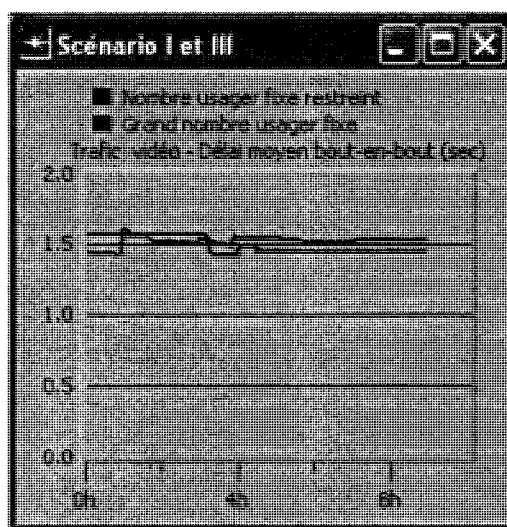 Scénario I et III
Nombre usager fixe restreint
Grand nombre usager fixe
Trafic vidéo - Délai moyen bout-en-bout (sec)
2.0
1.5
1.0
0.5
0.0
0h 4h 8h